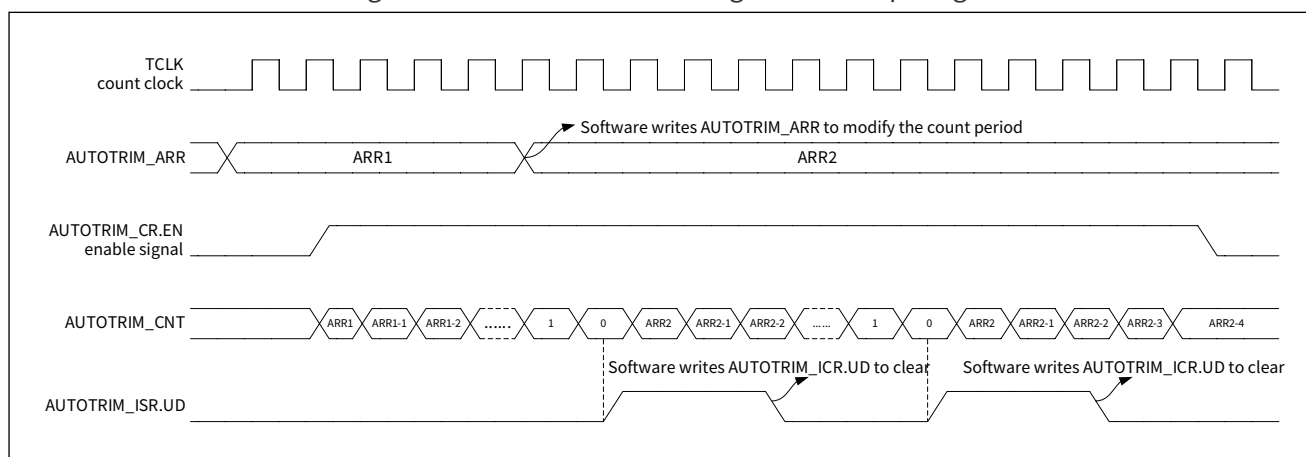 TCLK
count clock
Software writes AUTOTRIM_ARR to modify the count period
AUTOTRIM_ARR
ARR1
ARR2
AUTOTRIM_CR.EN
enable signal
AUTOTRIM_CNT
ARR1
ARR1-1
ARR1-2
......
1
0
ARR2
ARR2-1
ARR2-2
......
1
0
ARR2
ARR2-1
ARR2-2
ARR2-3
ARR2-4
Software writes AUTOTRIM_ICR.UD to clear
Software writes AUTOTRIM_ICR.UD to clear
AUTOTRIM_ISR.UD